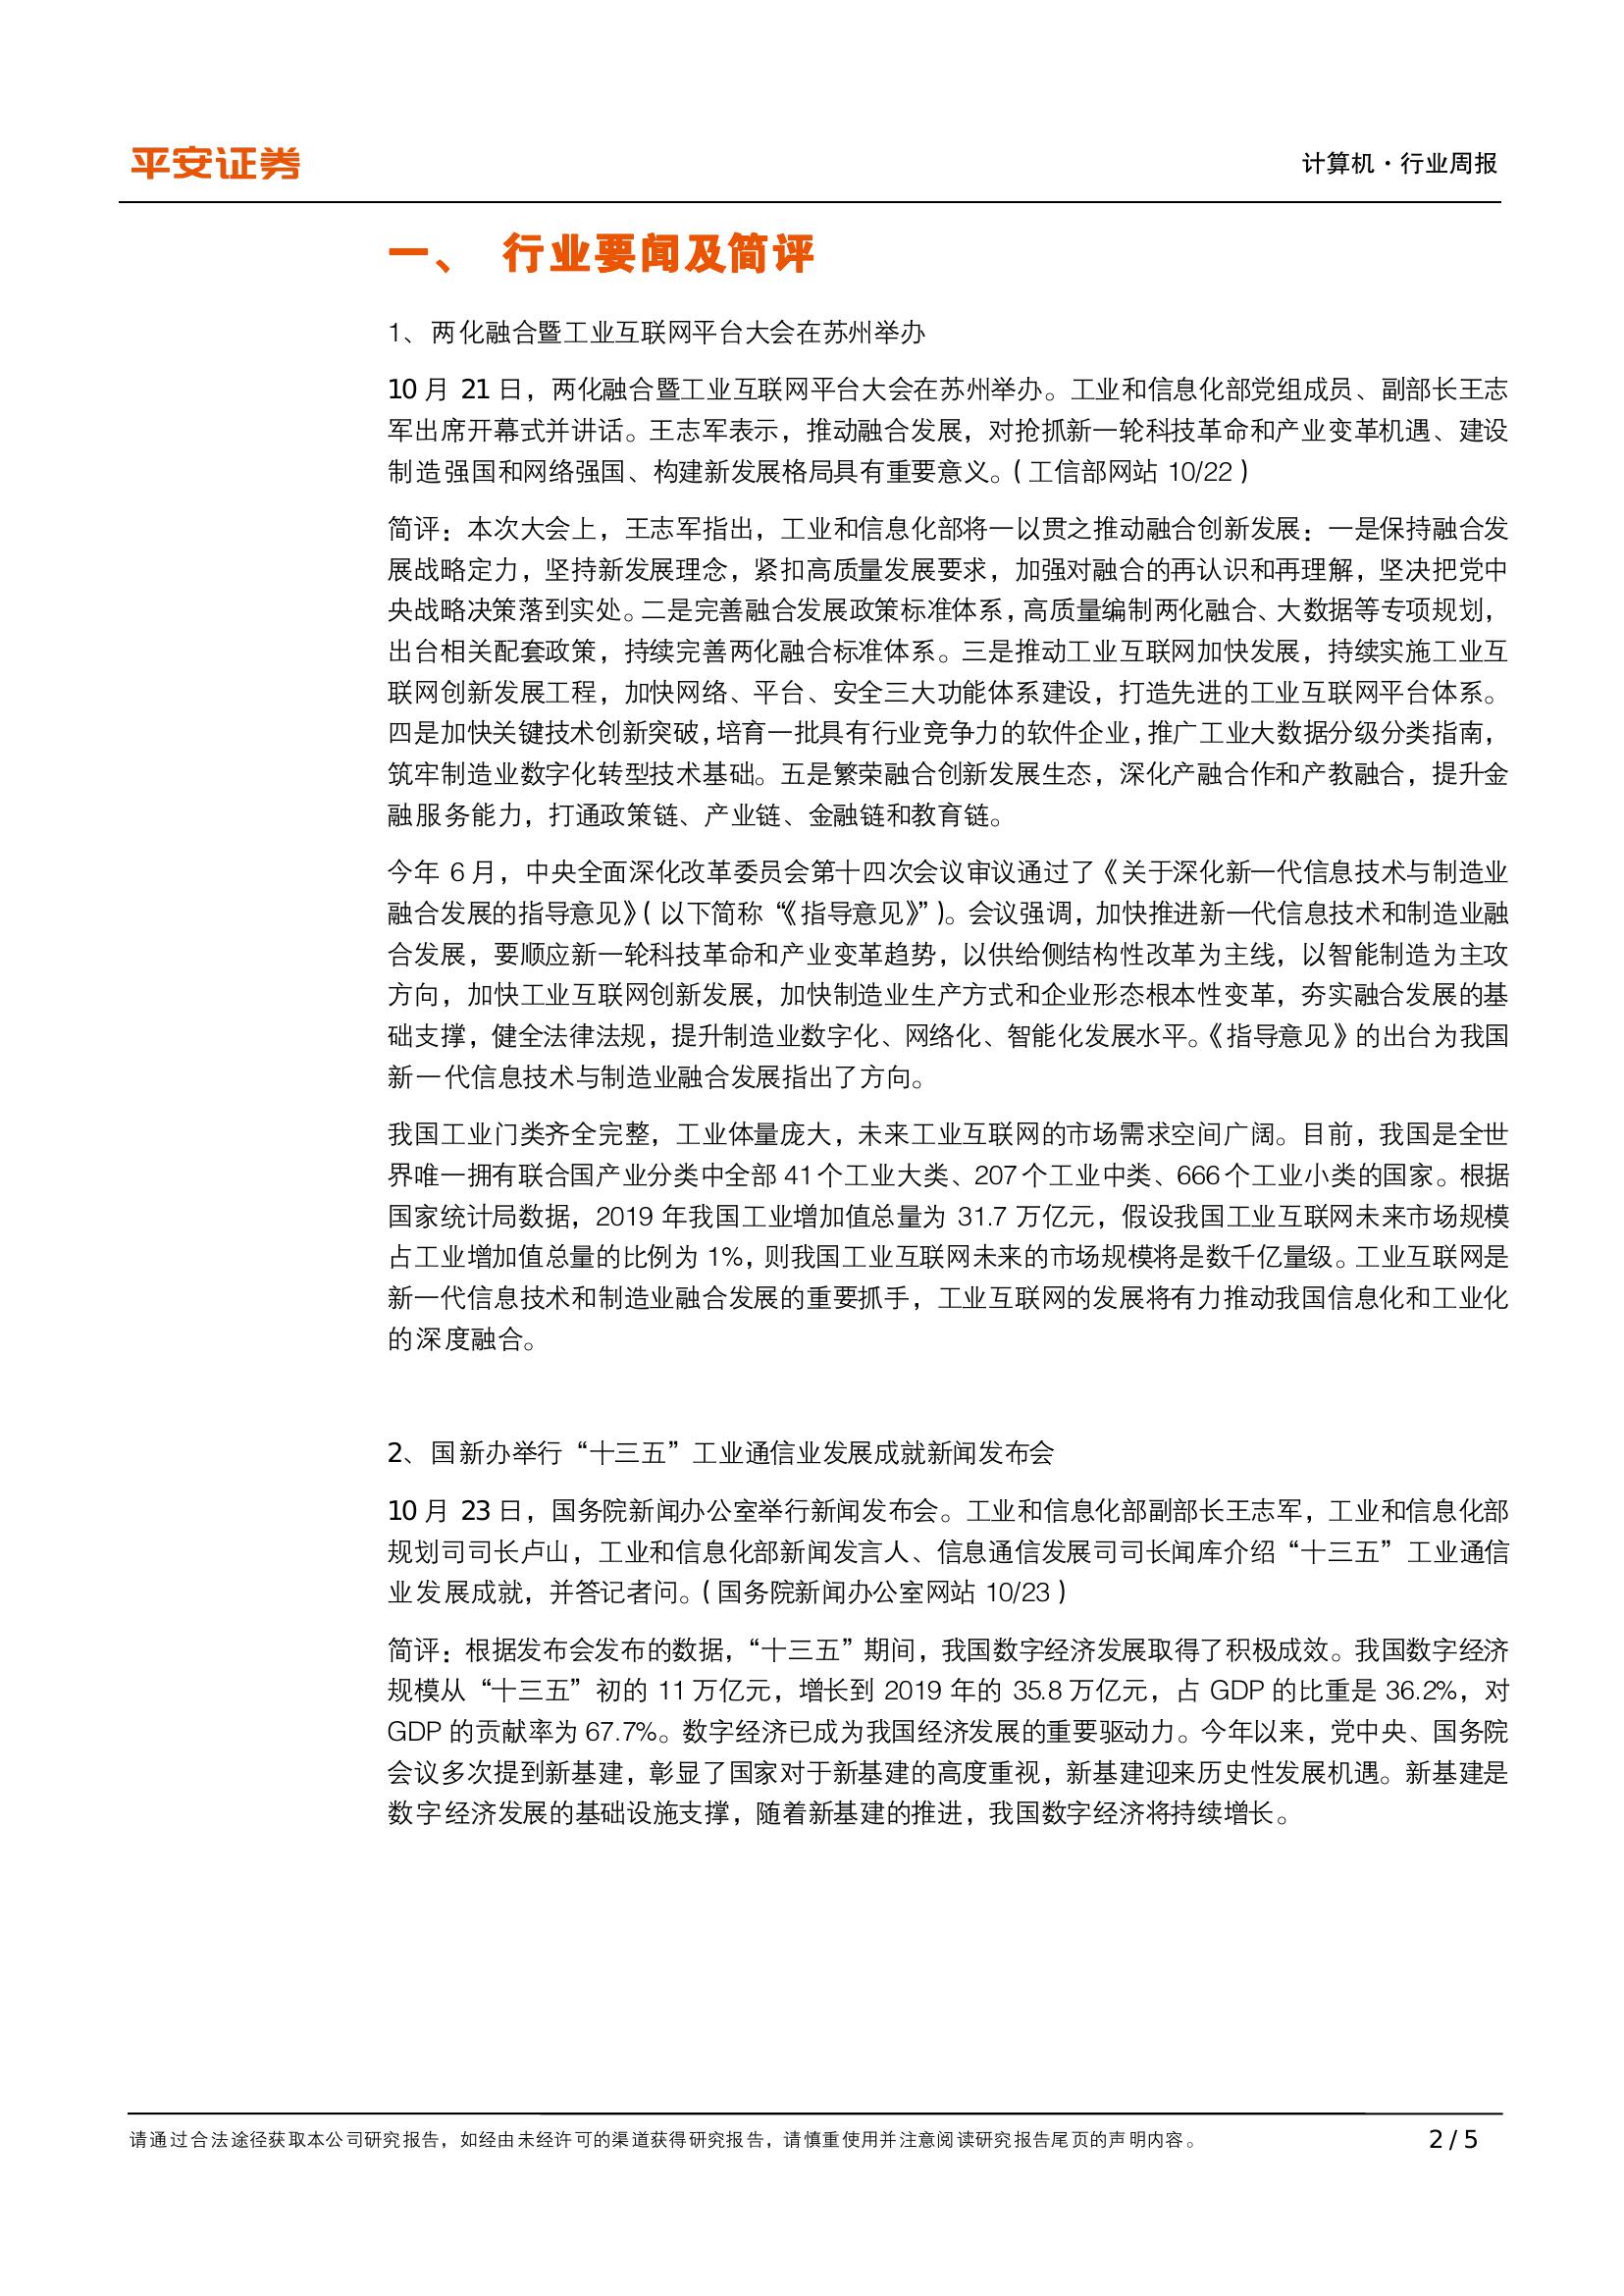 平安证券
计算机·行业周报
一、 行业要闻及简评
1、两化融合暨工业互联网平台大会在苏州举办
10 月 21 日，两化融合暨工业互联网平台大会在苏州举办。工业和信息化部党组成员、副部长王志
军出席开幕式并讲话。王志军表示，推动融合发展，对抢抓新一轮科技革命和产业变革机遇、建设
制造强国和网络强国、构建新发展格局具有重要意义。（工信部网站 10/22）
简评：本次大会上，王志军指出，工业和信息化部将一以贯之推动融合创新发展：一是保持融合发
展战略定力，坚持新发展理念，紧扣高质量发展要求，加强对融合的再认识和再理解，坚决把党中
央战略决策落到实处。二是完善融合发展政策标准体系，高质量编制两化融合、大数据等专项规划，
出台相关配套政策，持续完善两化融合标准体系。三是推动工业互联网加快发展，持续实施工业互
联网创新发展工程，加快网络、平台、安全三大功能体系建设，打造先进的工业互联网平台体系。
四是加快关键技术创新突破，培育一批具有行业竞争力的软件企业，推广工业大数据分级分类指南，
筑牢制造业数字化转型技术基础。五是繁荣融合创新发展生态，深化产融合作和产教融合，提升金
融服务能力，打通政策链、产业链、金融链和教育链。
今年 6 月，中央全面深化改革委员会第十四次会议审议通过了《关于深化新一代信息技术与制造业
融合发展的指导意见》（以下简称“《指导意见》”）。会议强调，加快推进新一代信息技术和制造业融
合发展，要顺应新一轮科技革命和产业变革趋势，以供给侧结构性改革为主线，以智能制造为主攻
方向，加快工业互联网创新发展，加快制造业生产方式和企业形态根本性变革，夯实融合发展的基
础支撑，健全法律法规，提升制造业数字化、网络化、智能化发展水平。《指导意见》的出台为我国
新一代信息技术与制造业融合发展指出了方向。
我国工业门类齐全完整，工业体量庞大，未来工业互联网的市场需求空间广阔。目前，我国是全世
界唯一拥有联合国产业分类中全部 41 个工业大类、207 个工业中类、666 个工业小类的国家。根据
国家统计局数据，2019 年我国工业增加值总量为 31.7 万亿元，假设我国工业互联网未来市场规模
占工业增加值总量的比例为 1%，则我国工业互联网未来的市场规模将是数千亿量级。工业互联网是
新一代信息技术和制造业融合发展的重要抓手，工业互联网的发展将有力推动我国信息化和工业化
的深度融合。
2、国新办举行“十三五”工业通信业发展成就新闻发布会
10 月 23 日，国务院新闻办公室举行新闻发布会。工业和信息化部副部长王志军，工业和信息化部
规划司司长卢山，工业和信息化部新闻发言人、信息通信发展司司长闻库介绍“十三五”工业通信
业发展成就，并答记者问。（国务院新闻办公室网站 10/23）
简评：根据发布会发布的数据，“十三五”期间，我国数字经济发展取得了积极成效。我国数字经济
规模从“十三五”初的 11 万亿元，增长到 2019 年的 35.8 万亿元，占 GDP 的比重是 36.2%，对
GDP 的贡献率为 67.7%。数字经济已成为我国经济发展的重要驱动力。今年以来，党中央、国务院
会议多次提到新基建，彰显了国家对于新基建的高度重视，新基建迎来历史性发展机遇。新基建是
数字经济发展的基础设施支撑，随着新基建的推进，我国数字经济将持续增长。
请通过合法途径获取本公司研究报告，如经由未经许可的渠道获得研究报告，请慎重使用并注意阅读研究报告尾页的声明内容。
2 / 5